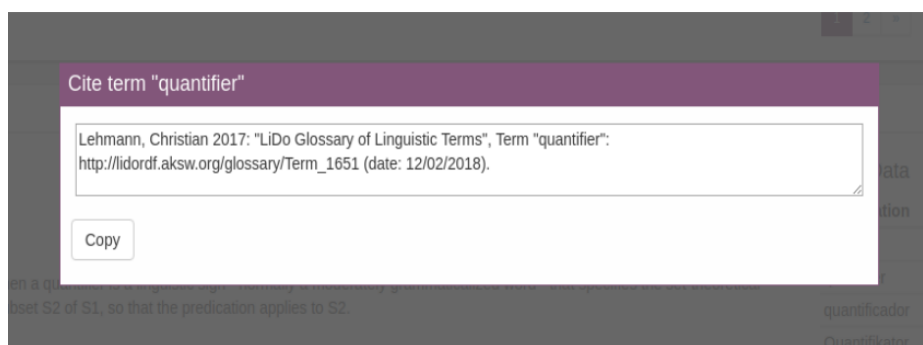 1 2 »
Cite term "quantifier"
Lehmann, Christian 2017: "LiDo Glossary of Linguistic Terms", Term "quantifier":
http://lidordf.aksw.org/glossary/Term_1651 (date: 12/02/2018).
Data
Copy
quantificador
bset S2 of S1, so that the predication applies to S2.
Quantifikator